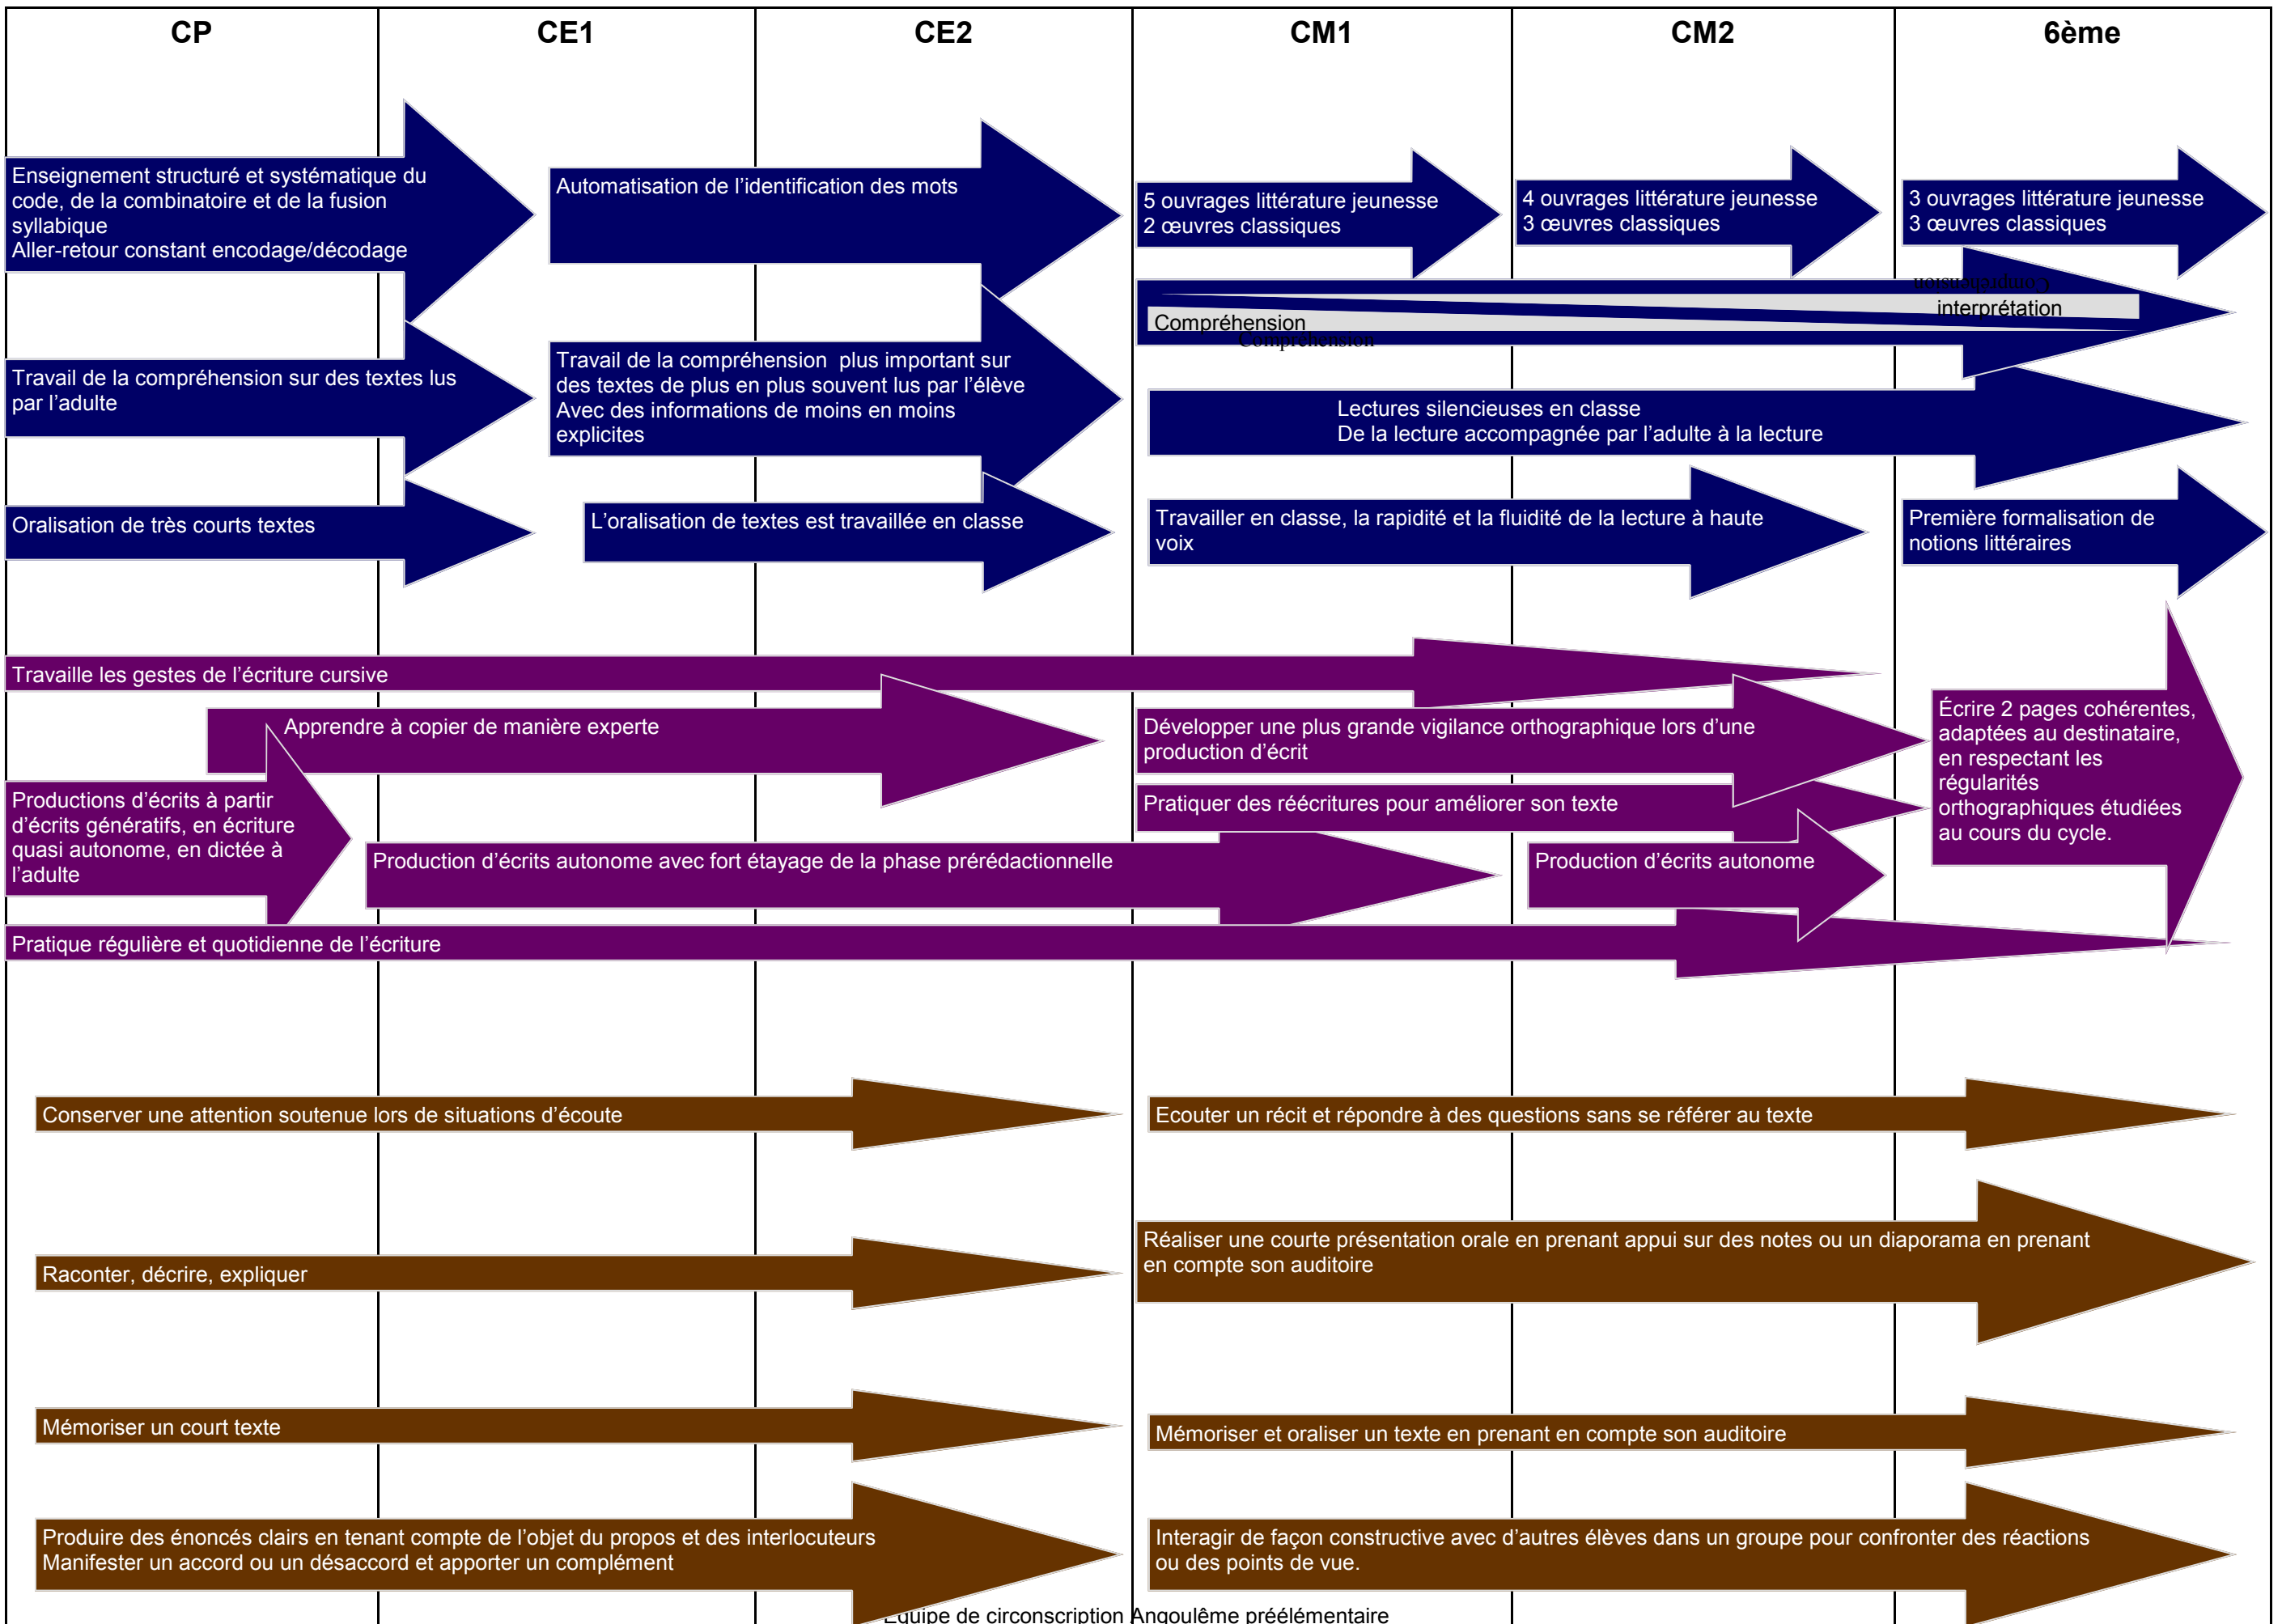 CP
CE1
CE2
CM1
CM2
6ème
Enseignement structuré et systématique du
code, de la combinatoire et de la fusion
syllabique
Aller-retour constant encodage/décodage
Automatisation de l’identification des mots
5 ouvrages littérature jeunesse
2 œuvres classiques
4 ouvrages littérature jeunesse
3 œuvres classiques
3 ouvrages littérature jeunesse
3 œuvres classiques
Compréhension
interprétation
Compréhension
Compréhension
Travail de la compréhension sur des textes lus
par l’adulte
Travail de la compréhension  plus important sur
des textes de plus en plus souvent lus par l’élève
Avec des informations de moins en moins
explicites
Lectures silencieuses en classe
De la lecture accompagnée par l’adulte à la lecture
Oralisation de très courts textes
L’oralisation de textes est travaillée en classe
Travailler en classe, la rapidité et la fluidité de la lecture à haute
voix
Première formalisation de
notions littéraires
Travaille les gestes de l’écriture cursive
Apprendre à copier de manière experte
Développer une plus grande vigilance orthographique lors d’une
production d’écrit
Écrire 2 pages cohérentes,
adaptées au destinataire,
en respectant les
régularités
orthographiques étudiées
au cours du cycle.
Productions d’écrits à partir
d’écrits génératifs, en écriture
quasi autonome, en dictée à
l’adulte
Pratiquer des réécritures pour améliorer son texte
Production d’écrits autonome avec fort étayage de la phase prérédactionnelle
Production d’écrits autonome
Pratique régulière et quotidienne de l’écriture
Conserver une attention soutenue lors de situations d’écoute
Ecouter un récit et répondre à des questions sans se référer au texte
Raconter, décrire, expliquer
Réaliser une courte présentation orale en prenant appui sur des notes ou un diaporama en prenant
en compte son auditoire
Mémoriser un court texte
Mémoriser et oraliser un texte en prenant en compte son auditoire
Produire des énoncés clairs en tenant compte de l’objet du propos et des interlocuteurs
Manifester un accord ou un désaccord et apporter un complément
Interagir de façon constructive avec d’autres élèves dans un groupe pour confronter des réactions
ou des points de vue.
Equipe de circonscription Angoulême préélémentaire